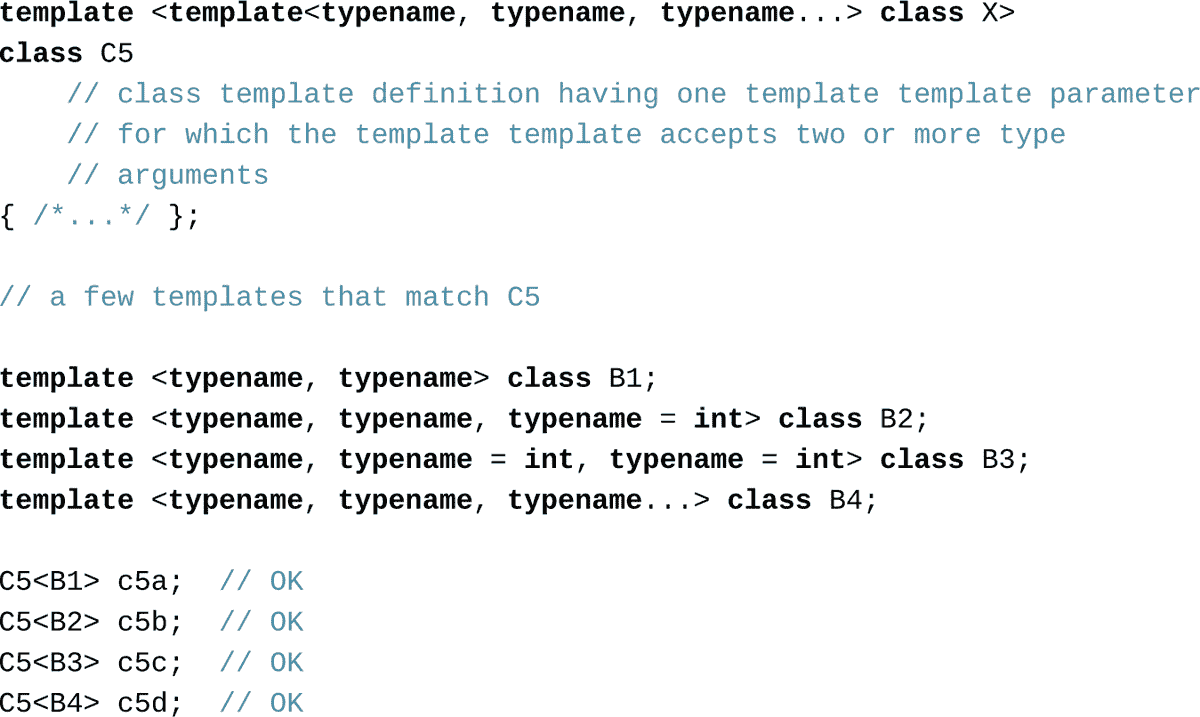 template <template<typename, typename, typename...> class X>
class C5
    // class template definition having one template template parameter
    // for which the template template accepts two or more type
    // arguments
{ /*...*/ };

// a few templates that match C5

template <typename, typename> class B1;
template <typename, typename, typename = int> class B2;
template <typename, typename = int, typename = int> class B3;
template <typename, typename, typename...> class B4;

C5<B1> c5a;  // OK
C5<B2> c5b;  // OK
C5<B3> c5c;  // OK
C5<B4> c5d;  // OK